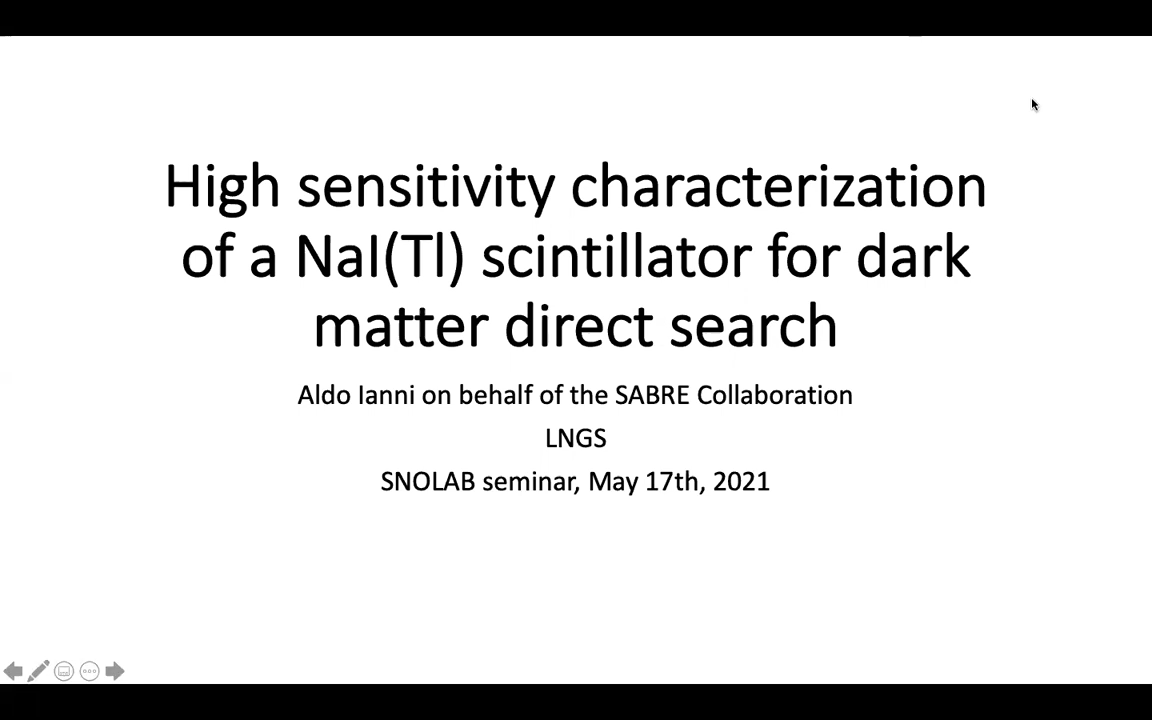 High sensitivity characterization
of a NaI(Tl) scintillator for dark
matter direct search
Aldo Ianni on behalf of the SABRE Collaboration
LNGS
SNOLAB seminar, May 17th, 2021